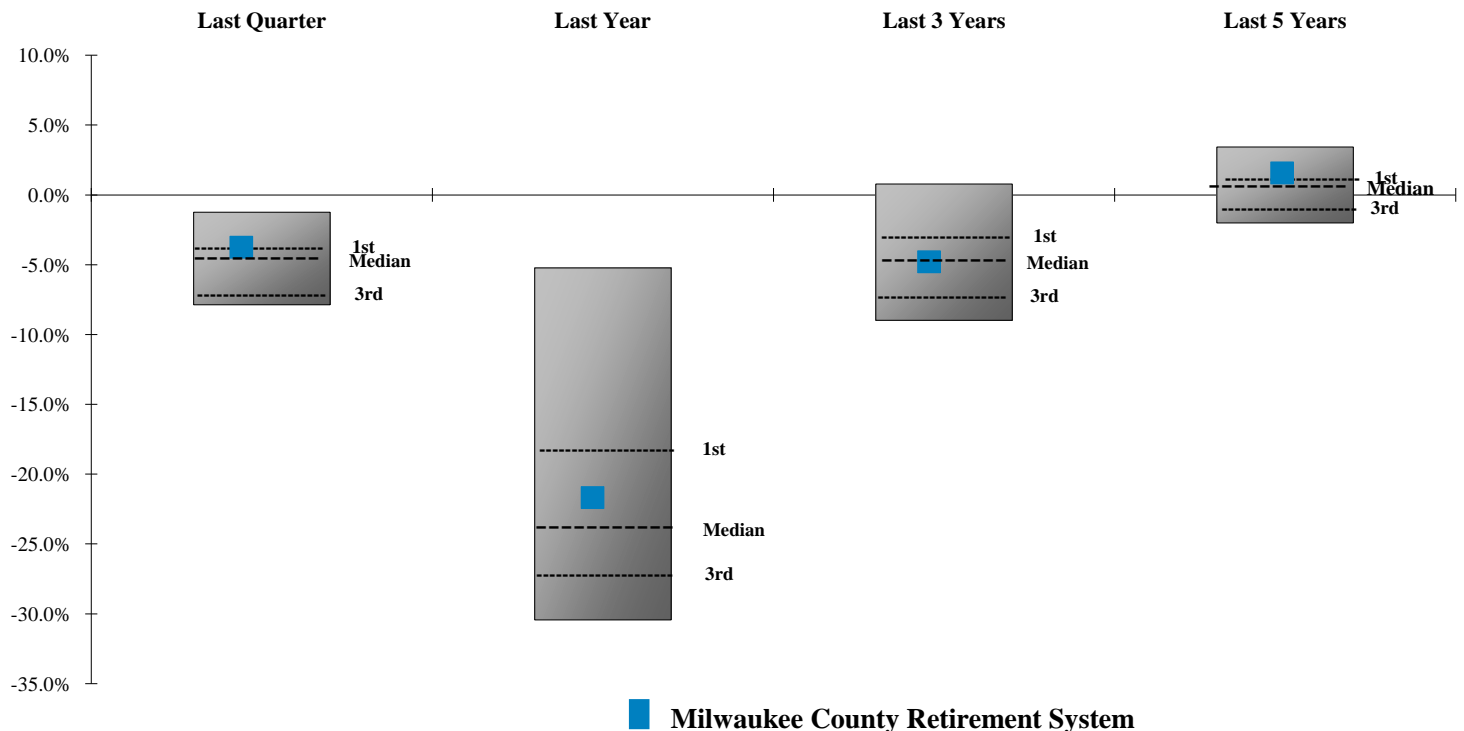 Last Quarter Last Year Last 3 Years Last 5 Years
10.0%
5.0%
0.0%
-5.0%
-10.0%
-15.0%
-20.0%
-25.0%
-30.0%
-35.0%
1st
Median
3rd
1st
Median
3rd
1st
Median
3rd
1st
Median
3rd
Milwaukee County Retirement System